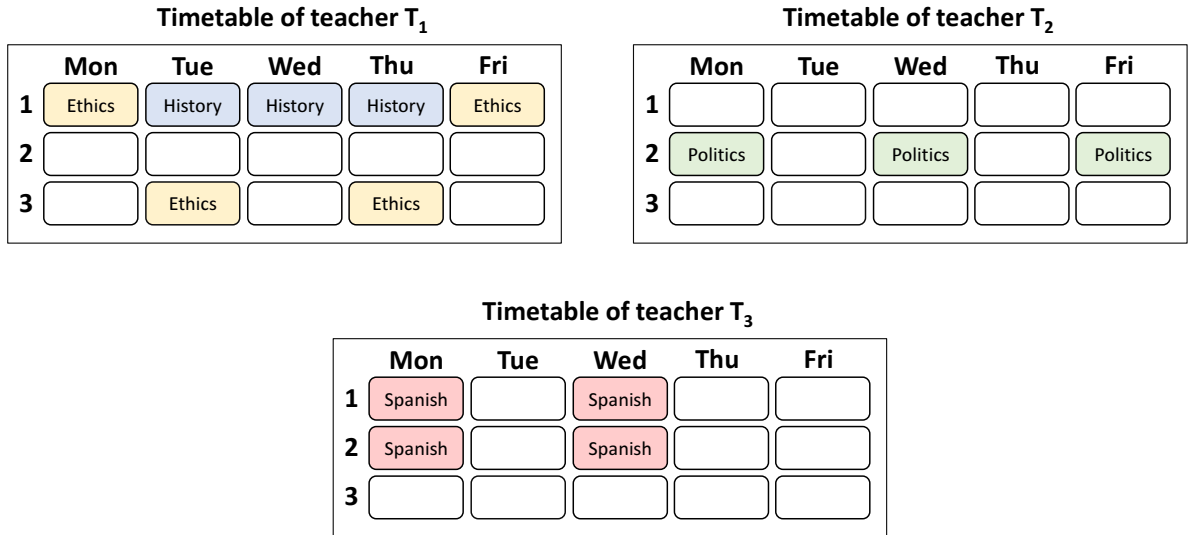 Timetable of teacher T1
Mon Tue Wed Thu Fri
1 Ethics History History History Ethics
2
3 Ethics Ethics
Timetable of teacher T2
Mon Tue Wed Thu Fri
1
2 Politics Politics Politics
3
Timetable of teacher T3
Mon Tue Wed Thu Fri
1 Spanish Spanish
2 Spanish Spanish
3